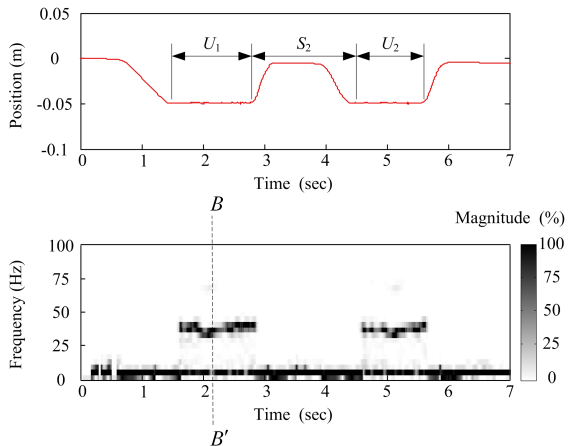 0.05
0
-0.05
-0.1
Position (m)
U1
S2
U2
0 1 2 3 4 5 6 7
Time (sec)
B
Magnitude (%)
100
75
50
25
0
Frequency (Hz)
100
50
0
0 1 2 3 4 5 6 7
Time (sec)
B′